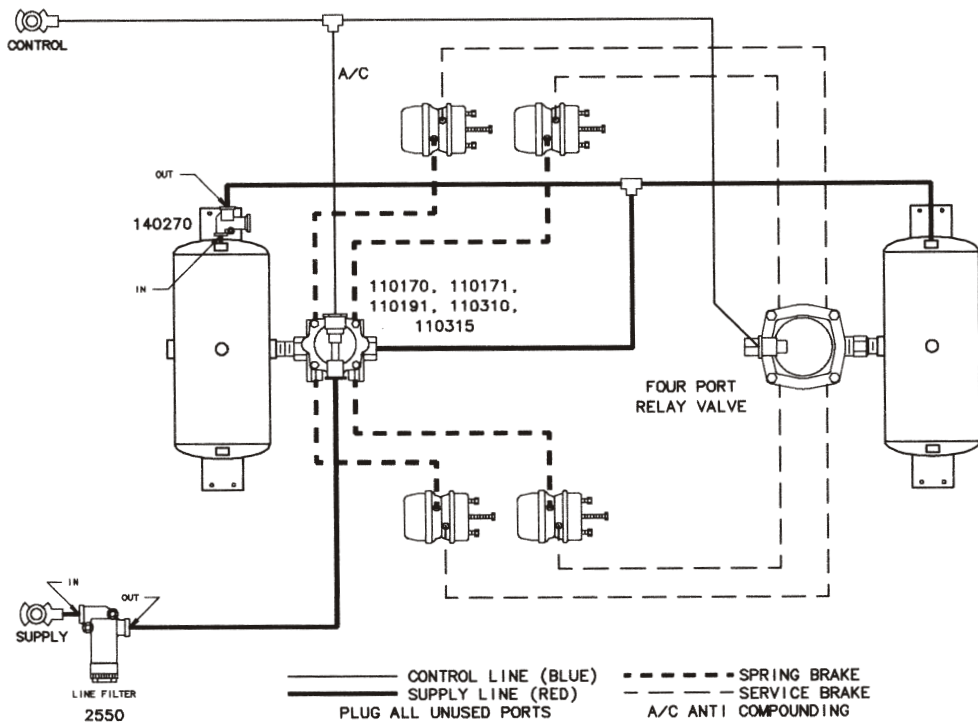 CONTROL
A/C
OUT
140270
IN
110170, 110171,
110191, 110310,
110315
FOUR PORT
RELAY VALVE
IN
OUT
SUPPLY
LINE FILTER
2550
CONTROL LINE (BLUE)
SUPPLY LINE (RED)
PLUG ALL UNUSED PORTS
SPRING BRAKE
SERVICE BRAKE
A/C ANTI COMPOUNDING